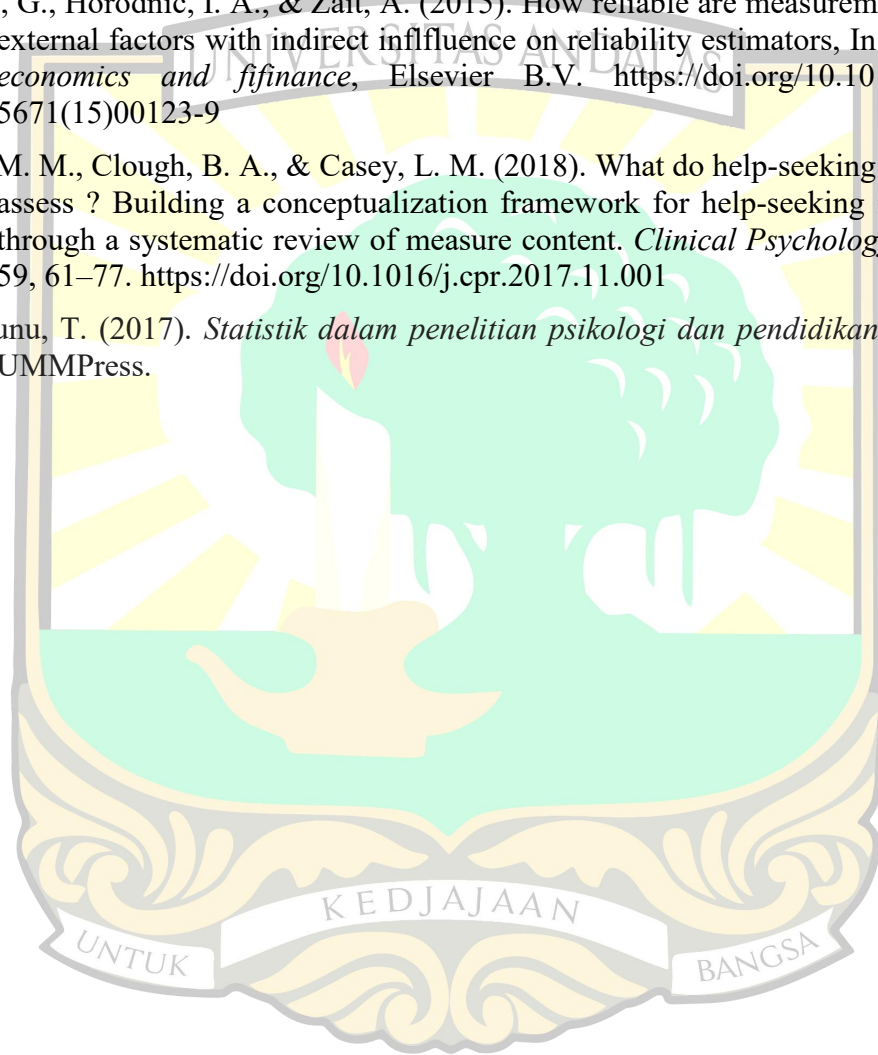 , G., Horodnic, I. A., & Zait, A. (2015). How reliable are measurem
external factors with indirect inflfluence on reliability estimators, In
economics and fifinance, Elsevier B.V. https://doi.org/10.10
5671(15)00123-9
M. M., Clough, B. A., & Casey, L. M. (2018). What do help-seeking
assess ? Building a conceptualization framework for help-seeking
through a systematic review of measure content. Clinical Psycholog
59, 61–77. https://doi.org/10.1016/j.cpr.2017.11.001
unu, T. (2017). Statistik dalam penelitian psikologi dan pendidikan
UMMPress.
UNIVERSITAS ANDALAS
UNTUK KEDJAJAAN BANGSA